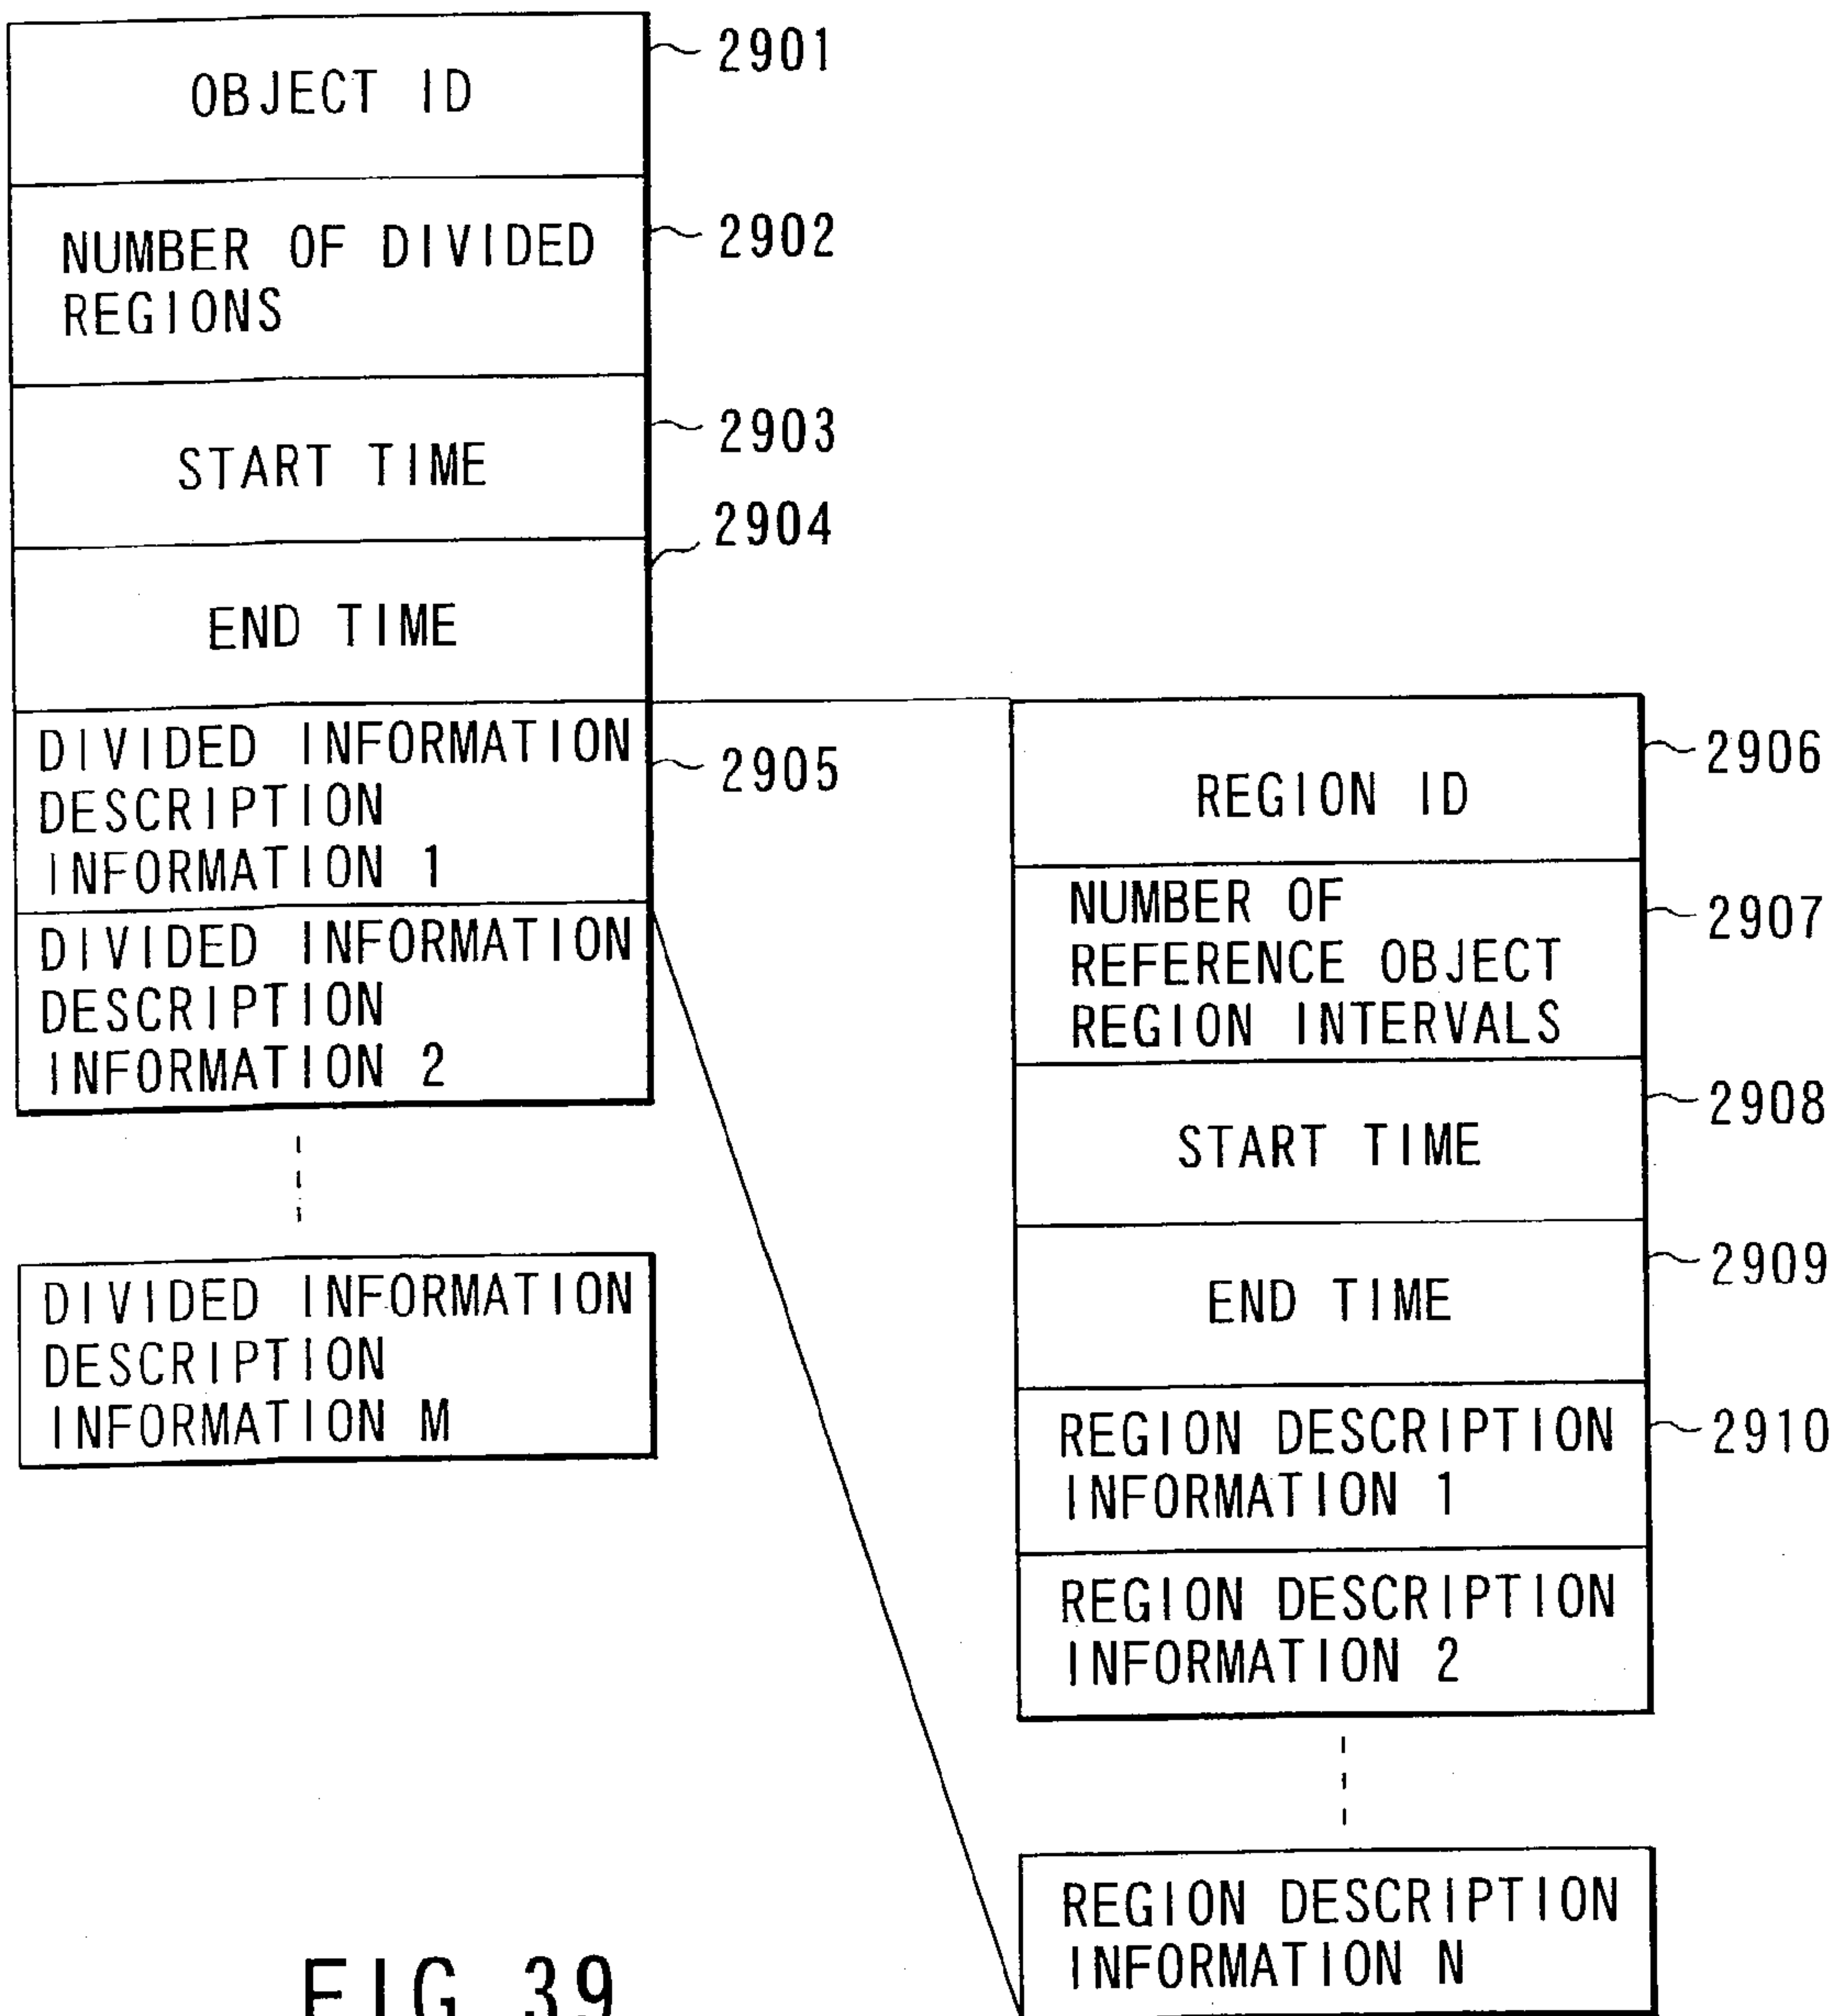 OBJECT ID
2901
NUMBER OF DIVIDED
REGIONS
2902
START TIME
2903
END TIME
2904
DIVIDED INFORMATION
DESCRIPTION
INFORMATION 1
2905
DIVIDED INFORMATION
DESCRIPTION
INFORMATION 2
DIVIDED INFORMATION
DESCRIPTION
INFORMATION M
REGION ID
2906
NUMBER OF
REFERENCE OBJECT
REGION INTERVALS
2907
START TIME
2908
END TIME
2909
REGION DESCRIPTION
INFORMATION 1
2910
REGION DESCRIPTION
INFORMATION 2
REGION DESCRIPTION
INFORMATION N
FIG. 39